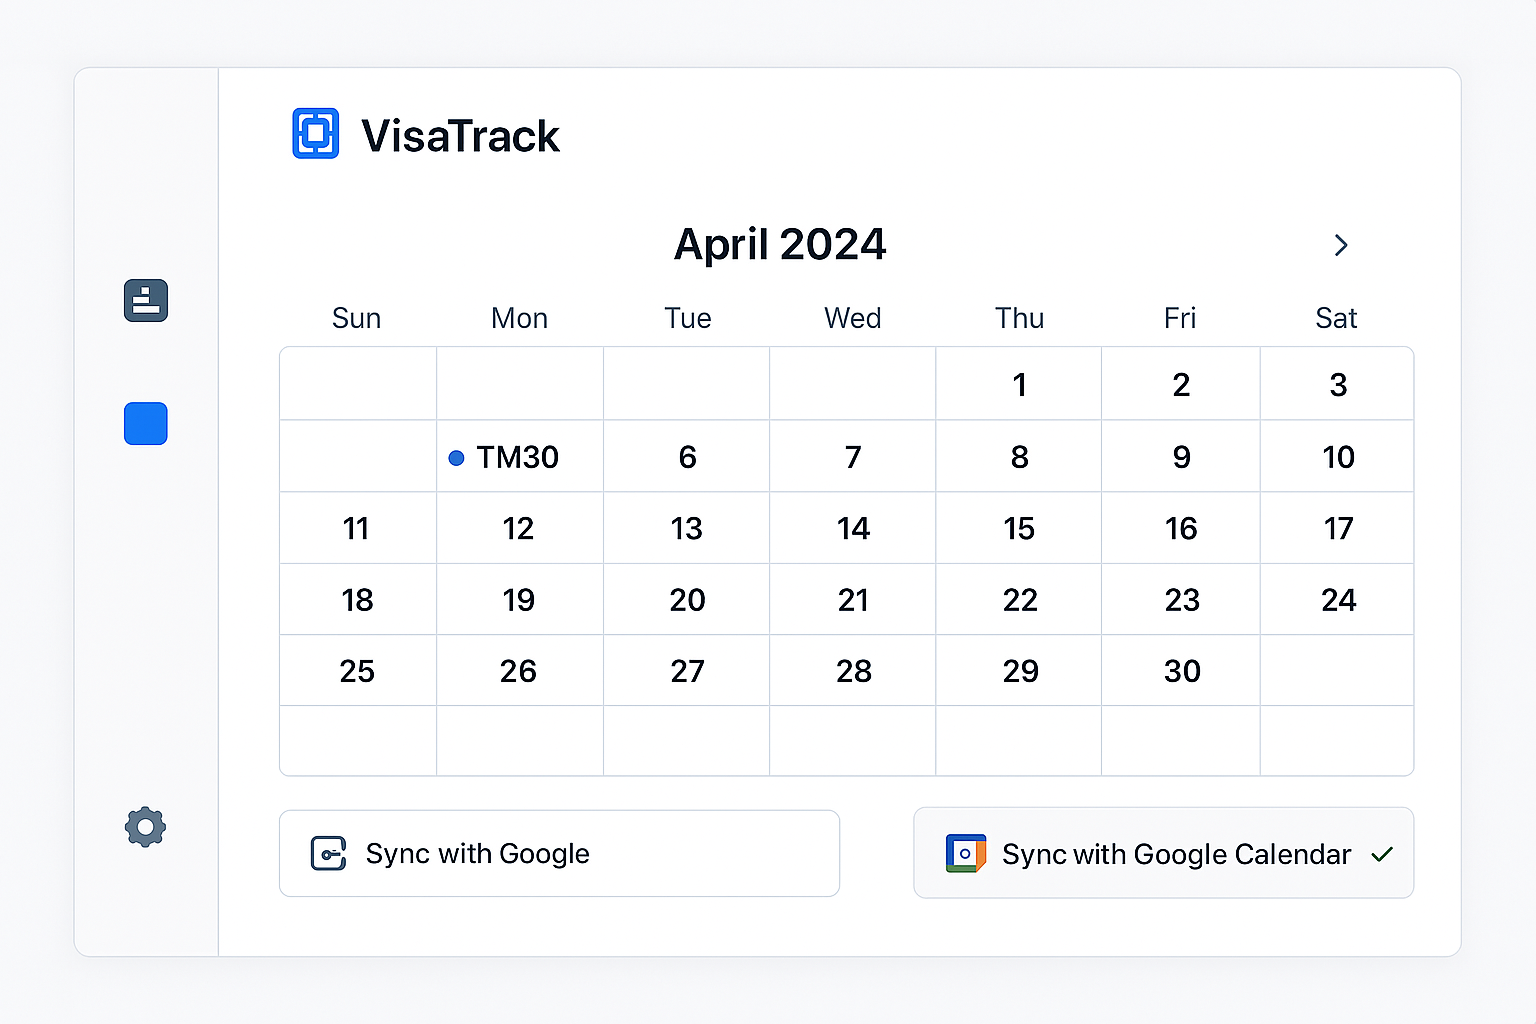 VisaTrack
April 2024
Sun Mon Tue Wed Thu Fri Sat
1 2 3
TM30 6 7 8 9 10
11 12 13 14 15 16 17
18 19 20 21 22 23 24
25 26 27 28 29 30
Sync with Google
Sync with Google Calendar